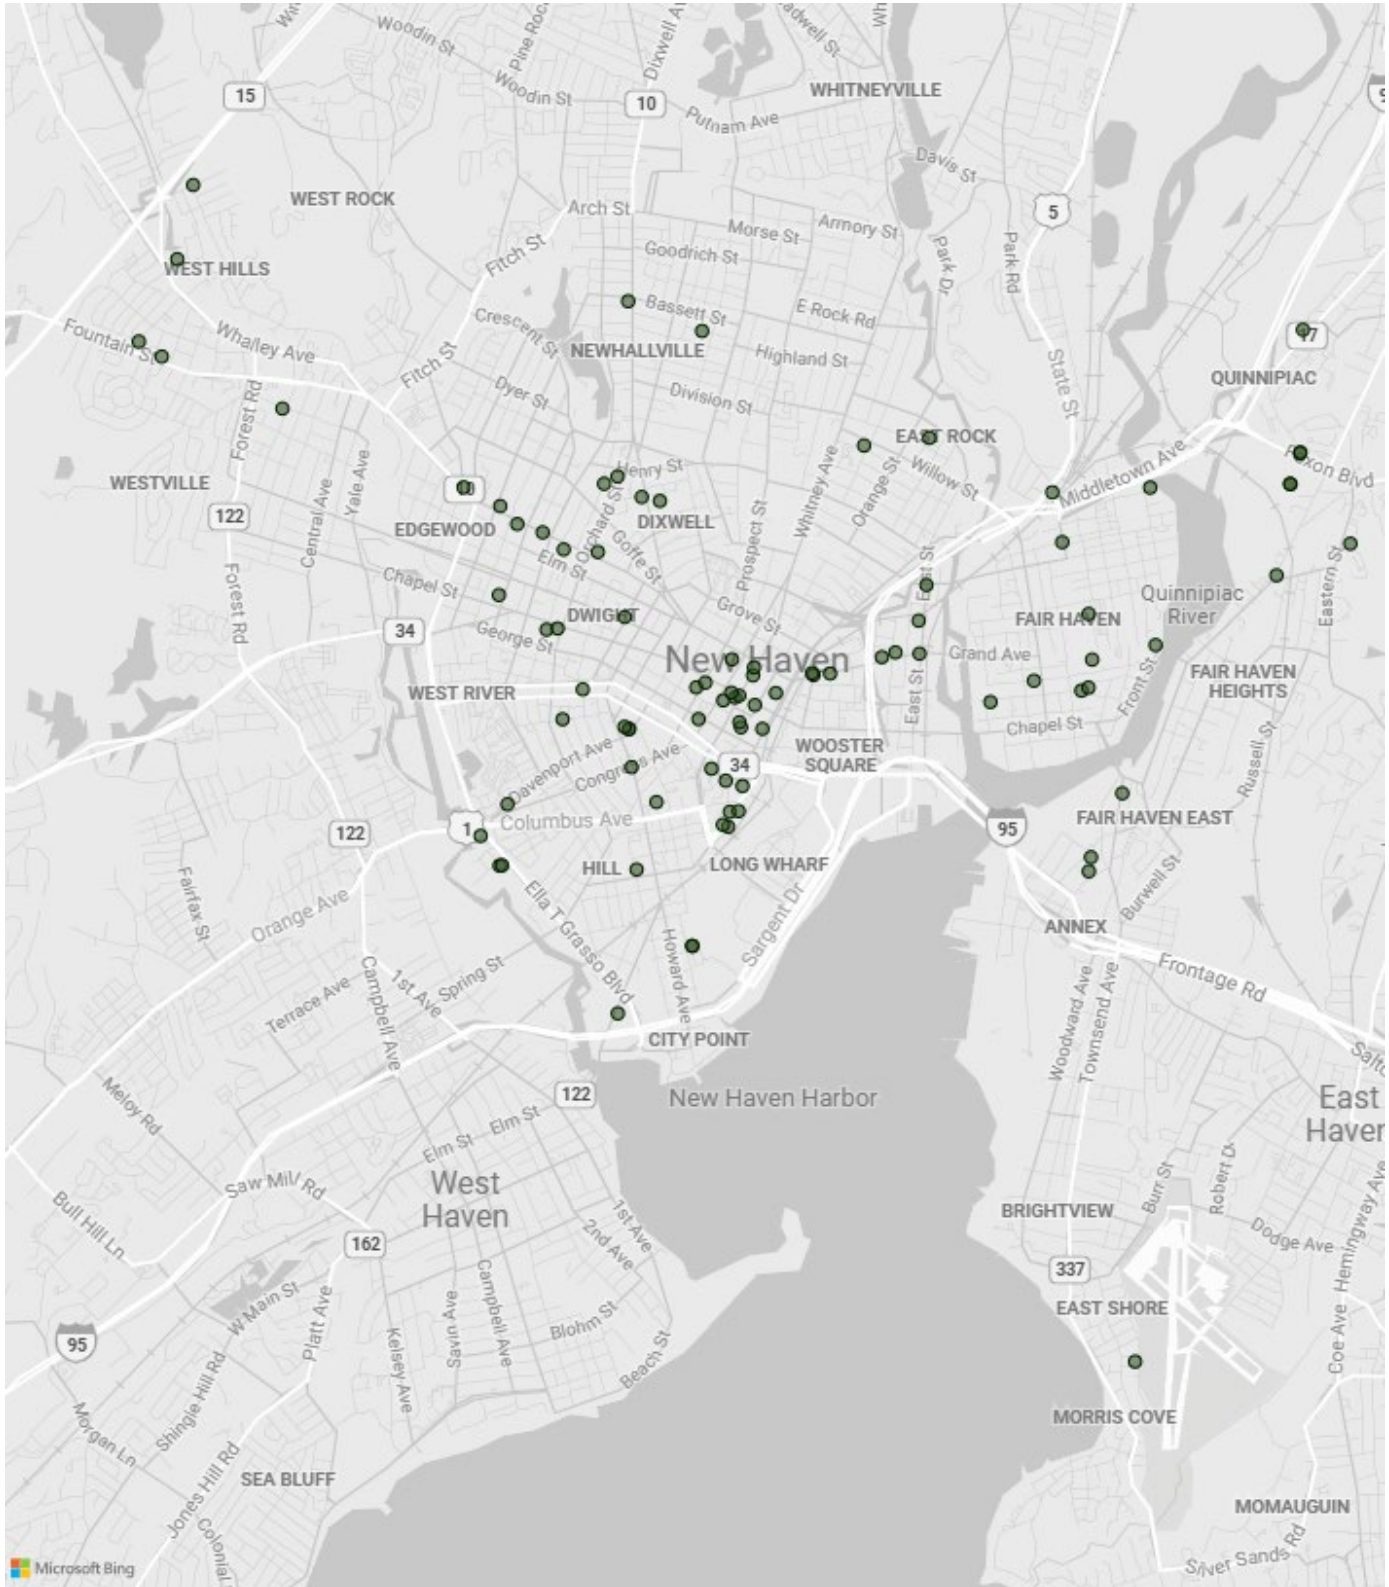 Woodin St
Pine Roc
Dixwell Av
adwell St
Wh
WHITNEYVILLE
15
10
Woodin St
Putnam Ave
Davis St
WEST ROCK
5
Arch St
Armory St
Morse St
Goodrich St
Fitch St
Park Dr
Park Rd
WEST HILLS
Bassett St
E Rock Rd
Crescent St
Fountain St
Whalley Ave
NEWHALLVILLE
Highland St
17
Fitch St
Dyer St
Division St
State St
QUINNIPIAC
Forest Rd
EAST ROCK
Willow St
Middletown Ave
Foxon Blvd
Henry St
Whitney Ave
Orange St
WESTVILLE
Yale Ave
Central Ave
122
10
EDGEWOOD
Orchard St
DIXWELL
Goffe St
Prospect St
Elm St
East St
Forest Rd
Chapel St
Quinnipiac
River
Eastern St
DWIGHT
Grove St
FAIR HAVEN
34
George St
New Haven
Grand Ave
FAIR HAVEN
HEIGHTS
WEST RIVER
East St
Front St
Chapel St
Davenport Ave
Congress Ave
WOOSTER
SQUARE
34
Russell St
122
1
Columbus Ave
95
FAIR HAVEN EAST
HILL
LONG WHARF
Fairfax St
Orange Ave
Ella T Grasso Blvd
Howard Ave
Sargent Dr
Burwell St
ANNEX
Frontage Rd
Terrace Ave
Campbell Ave
1st Ave
Spring St
CITY POINT
Woodward Ave
Townsend Ave
Salto
Meloy Rd
122
New Haven Harbor
East
Haven
Elm St
Elm St
West
Haven
Saw Mill Rd
Bull Hill Ln
1st Ave
2nd Ave
BRIGHTVIEW
Burr St
Robert Dr
Dodge Ave
Hemingway Ave
162
337
W Main St
Platt Ave
Savin Ave
Campbell Ave
EAST SHORE
95
Kelsey Ave
Blohm St
Beach St
Coe Ave
Shingle Hill Rd
Morgan Ln
MORRIS COVE
Jones Hill Rd
SEA BLUFF
MOMAUGUIN
Colonial
Silver Sands Rd
Microsoft Bing